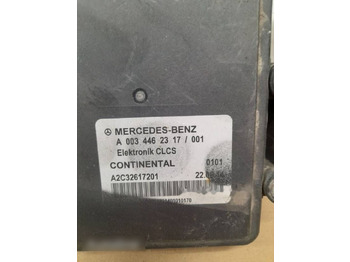 MERCEDES-BENZ
A 003 446 23 17 / 001
Elektronik CLCS
CONTINENTAL 0101
A2C32617201